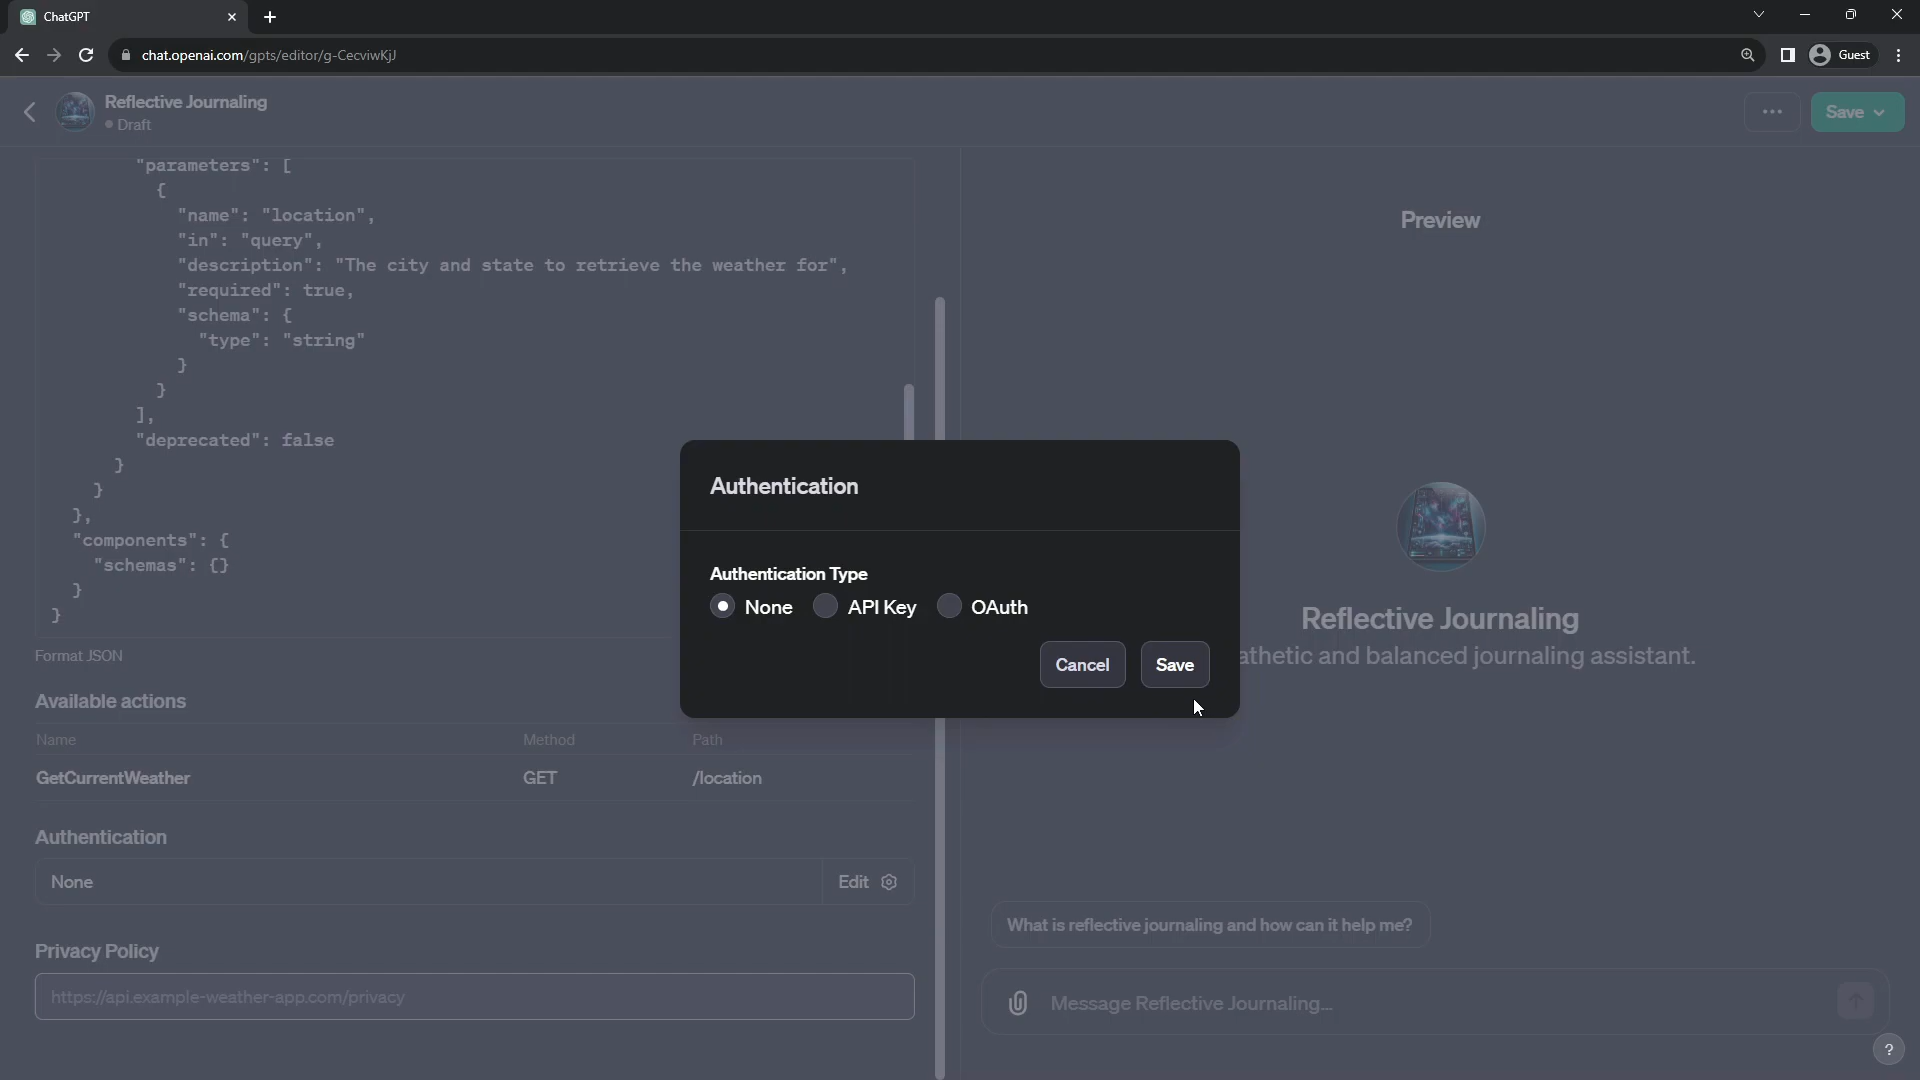 ChatGPT
chat.openai.com/gpts/editor/g-CecviwKjJ
Guest
Reflective Journaling
Draft
Save
"parameters": [
{
"name": "location",
"in": "query",
"description": "The city and state to retrieve the weather for",
"required": true,
"schema": {
"type": "string"
}
}
],
"deprecated": false
}
}
},
"components": {
"schemas": {}
}
}
Format JSON
Available actions
Name Method Path
GetCurrentWeather GET /location
Authentication
None Edit
Privacy Policy
https://api.example-weather-app.com/privacy
Authentication
Authentication Type
None API Key OAuth
Cancel Save
Preview
Reflective Journaling
athetic and balanced journaling assistant.
What is reflective journaling and how can it help me?
Message Reflective Journaling...
?